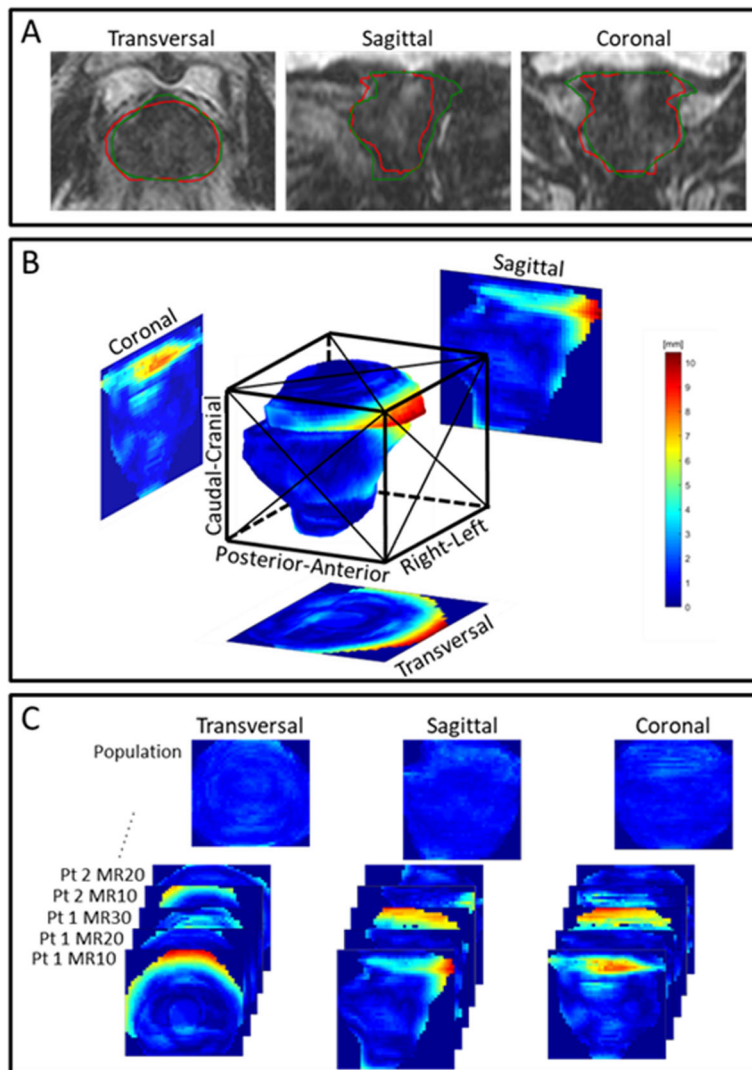 A
Transversal
Sagittal
Coronal
B
Coronal
Sagittal
Caudal-Cranial
Posterior-Anterior
Right-Left
Transversal
[mm]
10
9
8
7
6
5
4
3
2
1
0
C
Transversal
Sagittal
Coronal
Population
Pt 2 MR20
Pt 2 MR10
Pt 1 MR30
Pt 1 MR20
Pt 1 MR10